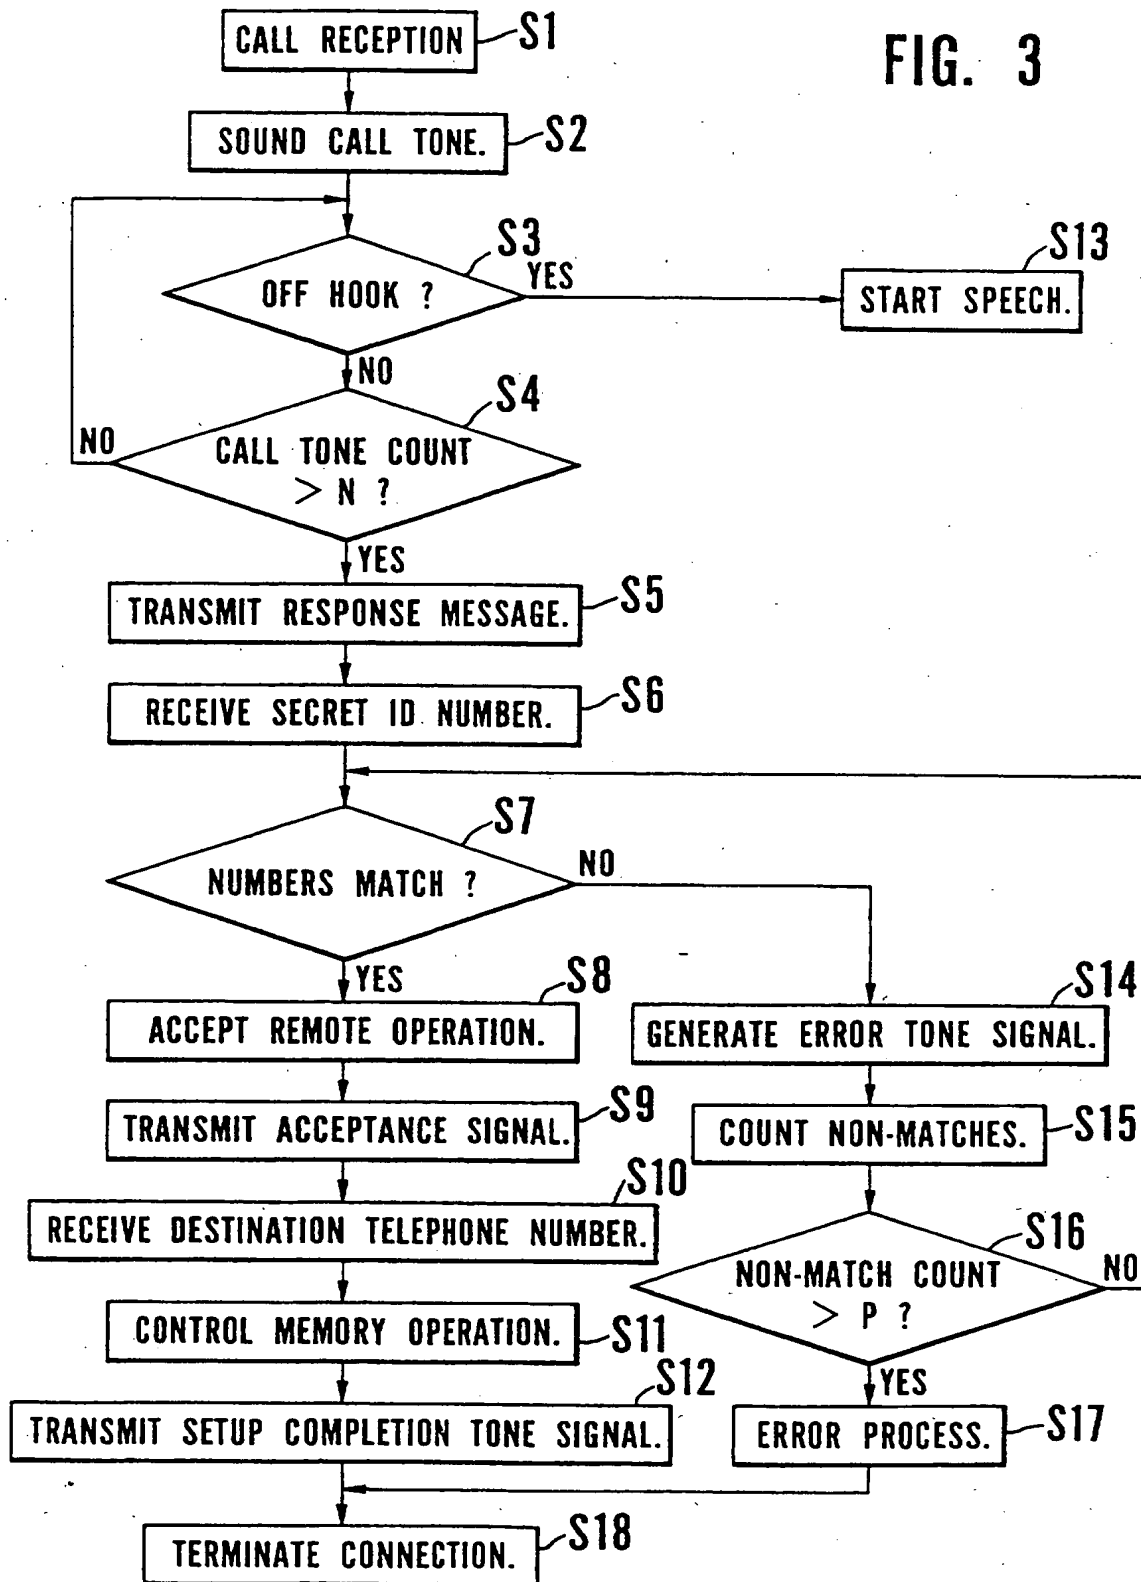 FIG. 3
CALL RECEPTION
S1
SOUND CALL TONE.
S2
S3
OFF HOOK ?
YES
S13
START SPEECH.
NO
S4
CALL TONE COUNT
> N ?
NO
YES
TRANSMIT RESPONSE MESSAGE.
S5
RECEIVE SECRET ID NUMBER.
S6
S7
NUMBERS MATCH ?
NO
YES
S8
ACCEPT REMOTE OPERATION.
S14
GENERATE ERROR TONE SIGNAL.
TRANSMIT ACCEPTANCE SIGNAL.
S9
COUNT NON-MATCHES.
S15
S10
RECEIVE DESTINATION TELEPHONE NUMBER.
S16
NON-MATCH COUNT
> P ?
NO
CONTROL MEMORY OPERATION.
S11
YES
S12
TRANSMIT SETUP COMPLETION TONE SIGNAL.
ERROR PROCESS.
S17
TERMINATE CONNECTION.
S18